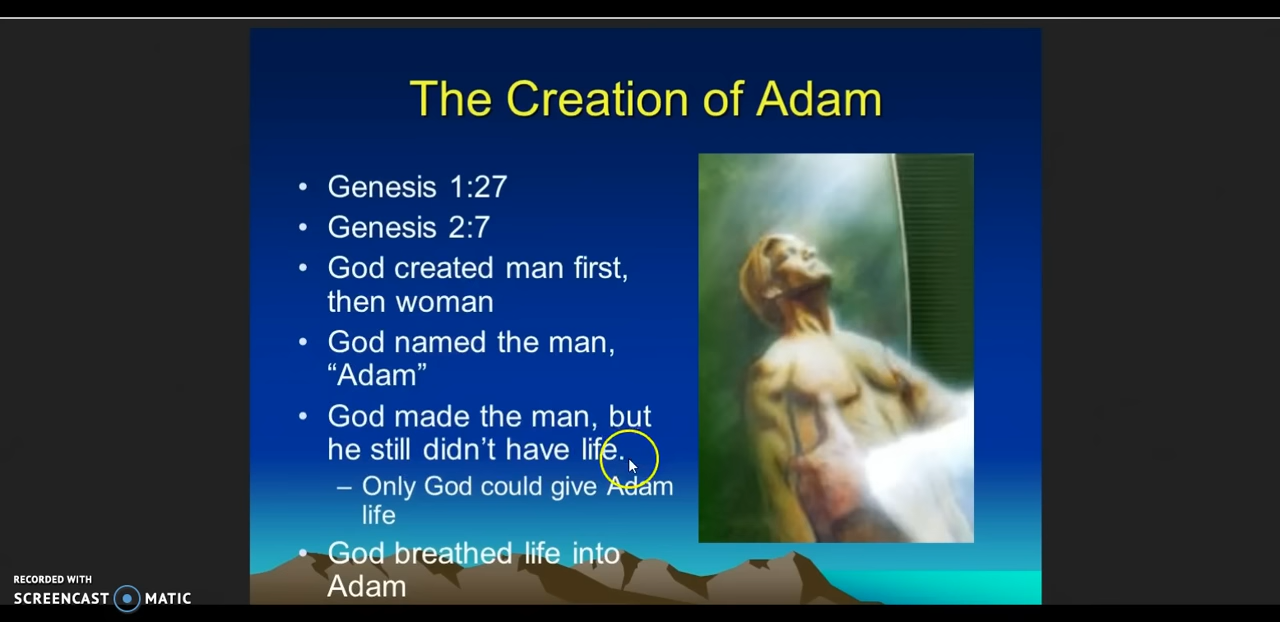 The Creation of Adam
• Genesis 1:27
• Genesis 2:7
• God created man first,
then woman
• God named the man,
“Adam”
• God made the man, but
he still didn’t have life.
– Only God could give Adam
life
• God breathed life into
Adam
RECORDED WITH
SCREENCAST MATIC